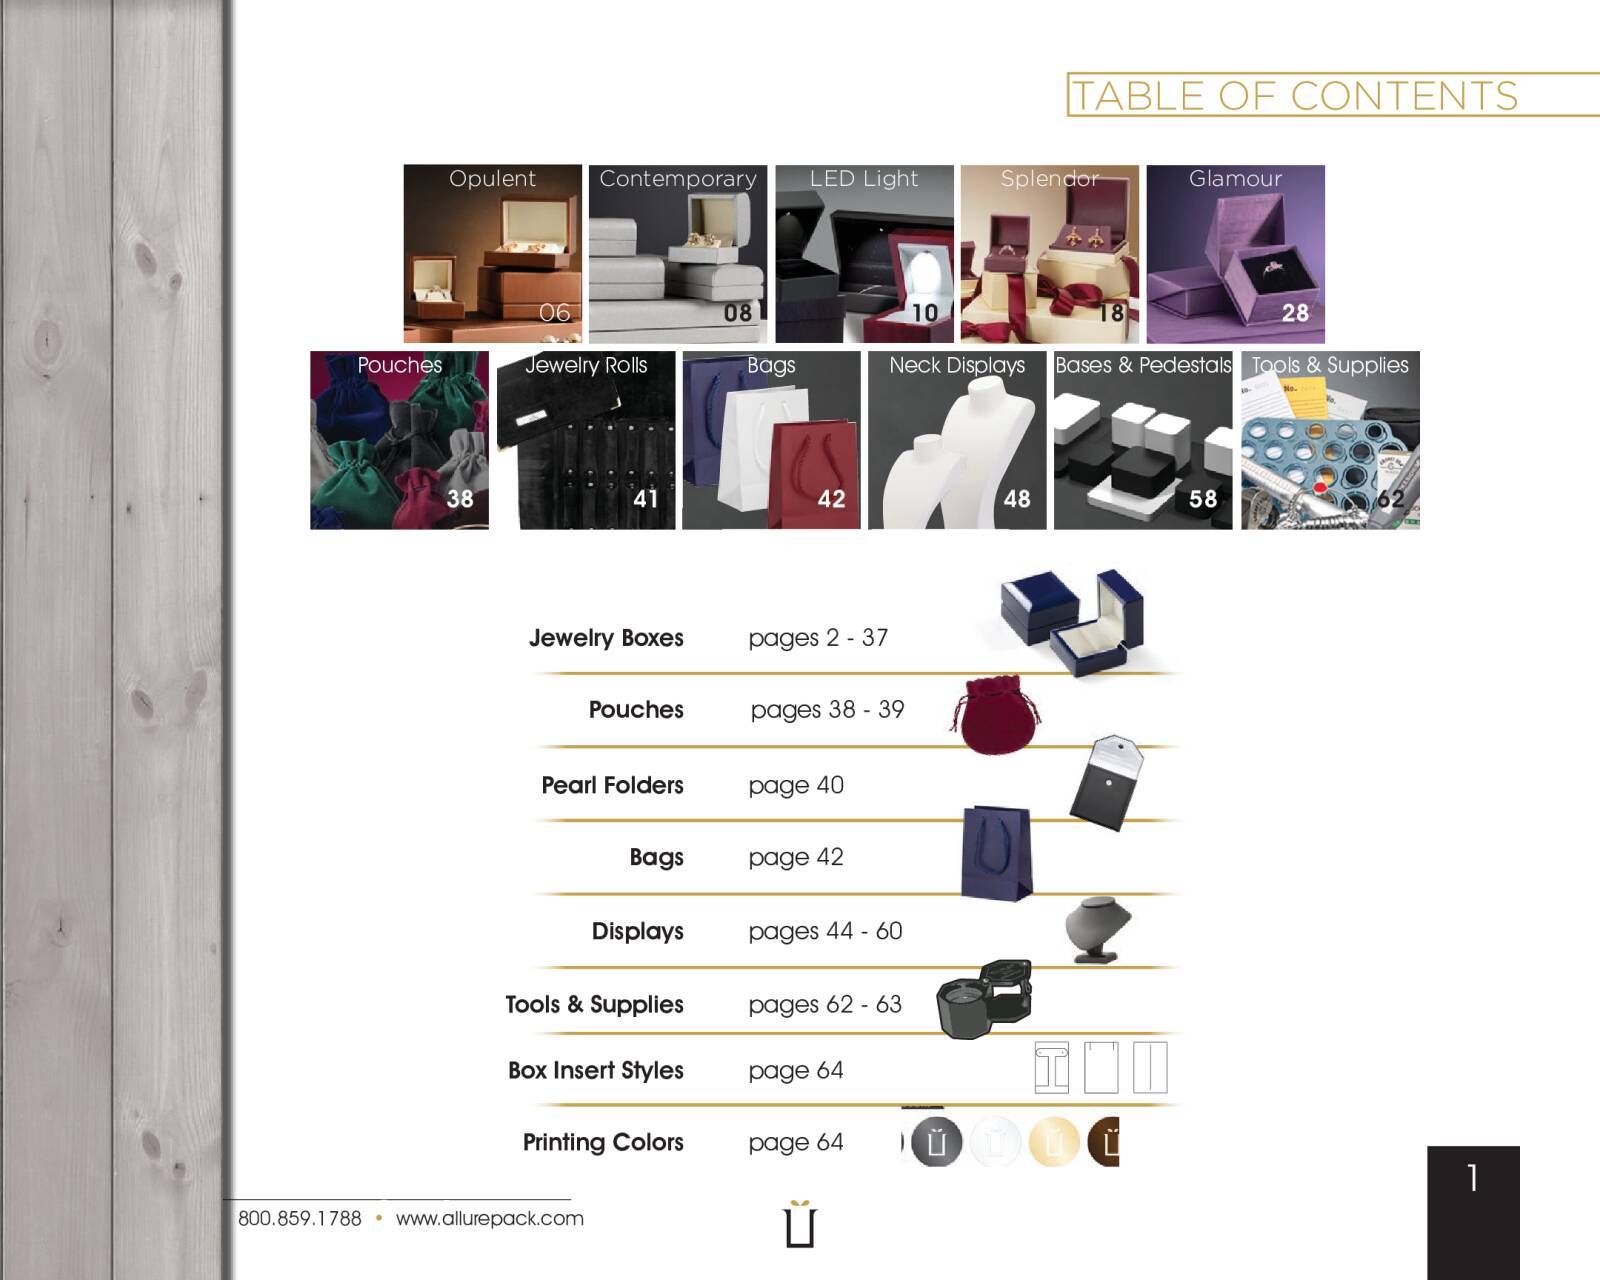 TABLE OF CONTENTS
Opulent
06
Contemporary
08
LED Light
10
Splendor
18
Glamour
28
Pouches
38
Jewelry Rolls
41
Bags
42
Neck Displays
48
Bases & Pedestals
58
Tools & Supplies
62
Jewelry Boxes pages 2 - 37
Pouches pages 38 - 39
Pearl Folders page 40
Bags page 42
Displays pages 44 - 60
Tools & Supplies pages 62 - 63
Box Insert Styles page 64
Printing Colors page 64
800.859.1788 • www.allurepack.com
1